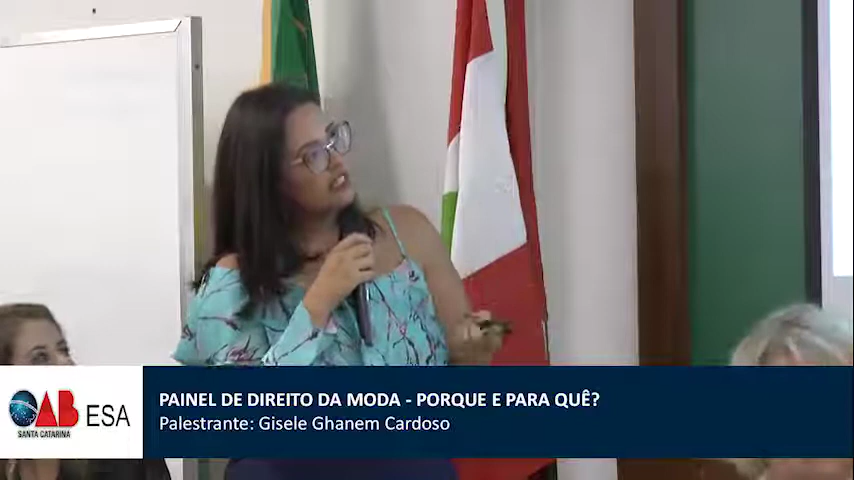 PAINEL DE DIREITO DA MODA - PORQUE E PARA QUÊ?
Palestrante: Gisele Ghanem Cardoso
OAB
SANTA CATARINA
ESA